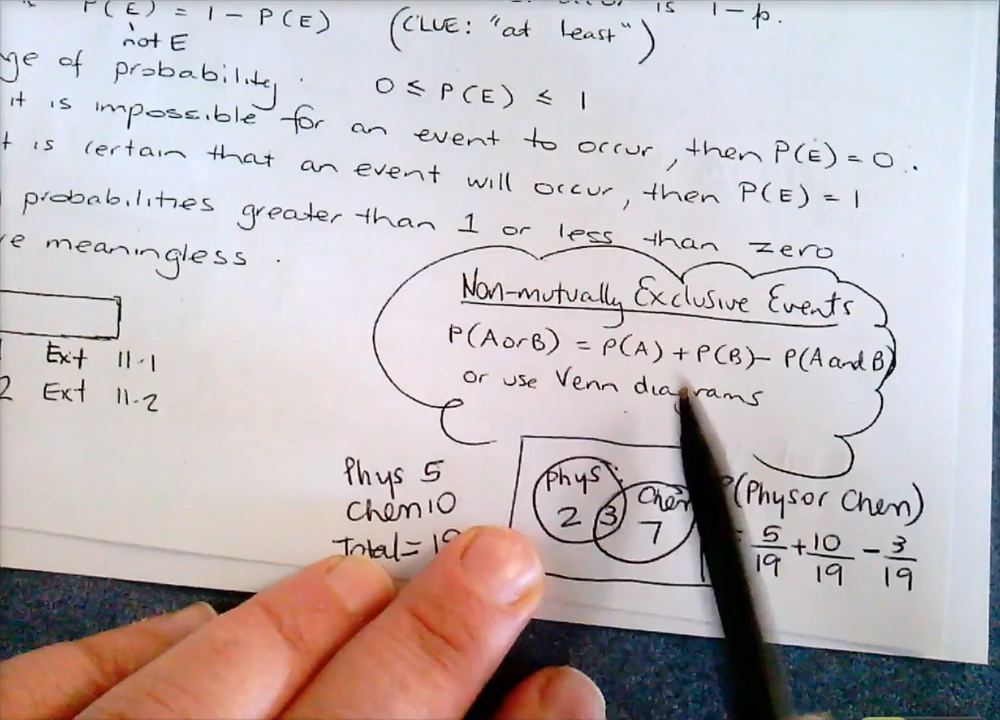 P(E) = 1 - P(E) (CLUE: "at least") is 1-p.
not E
of probability. 0 ≤ P(E) ≤ 1
it is impossible for an event to occur, then P(E) = 0.
is certain that an event will occur, then P(E) = 1
probabilities greater than 1 or less than zero
meaningless.
Non-mutually Exclusive Events
P(A or B) = P(A) + P(B) - P(A and B)
or use Venn diagrams
Ext 11.1
2 Ext 11.2
Phys 5
Chem 10
Total = 19
Phys Chem
2 3 7
P(Phys or Chem)
= 5/19 + 10/19 - 3/19